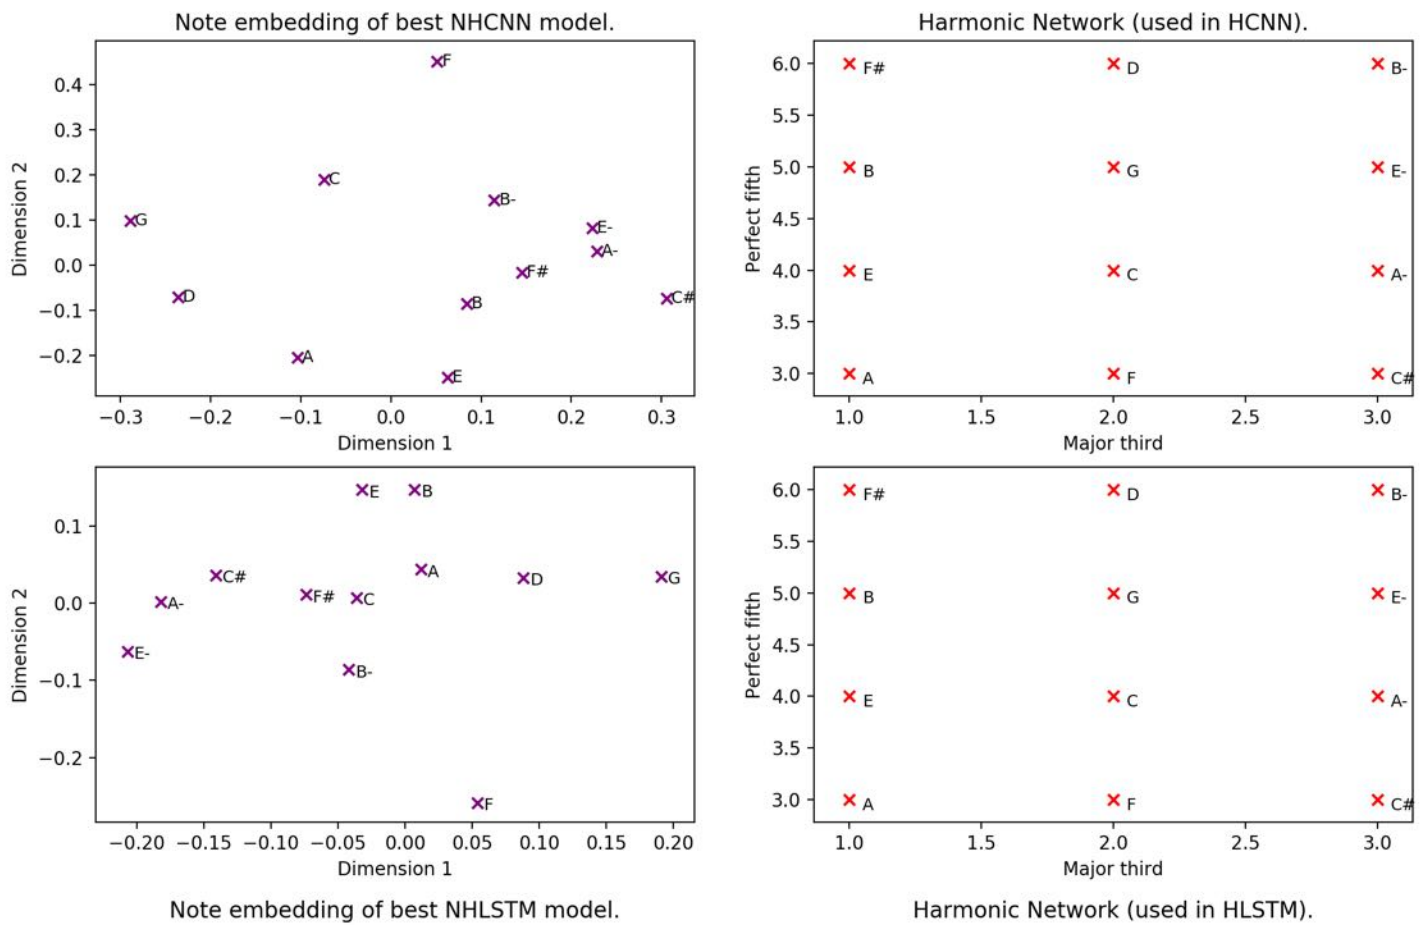 Note embedding of best NHCNN model.
Harmonic Network (used in HCNN).
F
0.4
0.3
0.2
0.1
0.0
−0.1
−0.2
Dimension 2
C
B-
G
E-
A-
F#
D
B
C#
A
E
−0.3 −0.2 −0.1 0.0 0.1 0.2 0.3
Dimension 1
6.0
5.5
5.0
4.5
4.0
3.5
3.0
Perfect fifth
F# D B-
B G E-
E C A-
A F C#
1.0 1.5 2.0 2.5 3.0
Major third
0.1
0.0
−0.1
−0.2
Dimension 2
E B
C# A D G
A- F# C
E- B-
F
−0.20 −0.15 −0.10 −0.05 0.00 0.05 0.10 0.15 0.20
Dimension 1
Note embedding of best NHLSTM model.
6.0
5.5
5.0
4.5
4.0
3.5
3.0
Perfect fifth
F# D B-
B G E-
E C A-
A F C#
1.0 1.5 2.0 2.5 3.0
Major third
Harmonic Network (used in HLSTM).